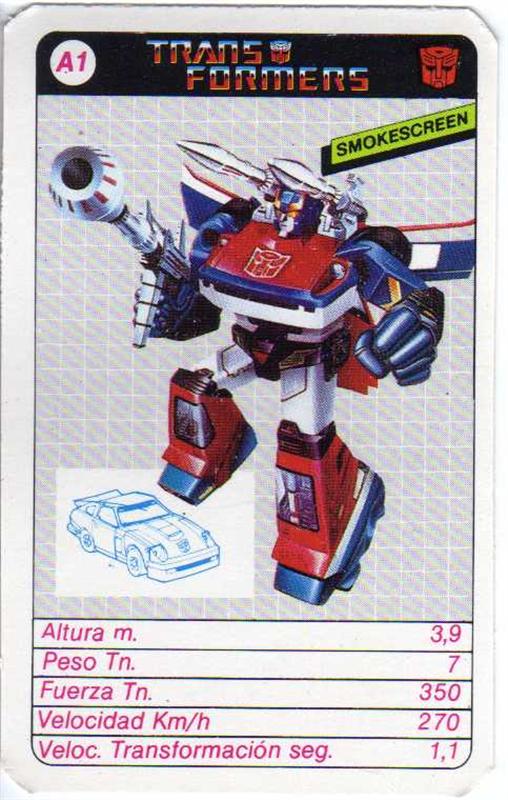 A1
TRANS
FORMERS
SMOKESCREEN
Altura m. 3,9
Peso Tn. 7
Fuerza Tn. 350
Velocidad Km/h 270
Veloc. Transformación seg. 1,1